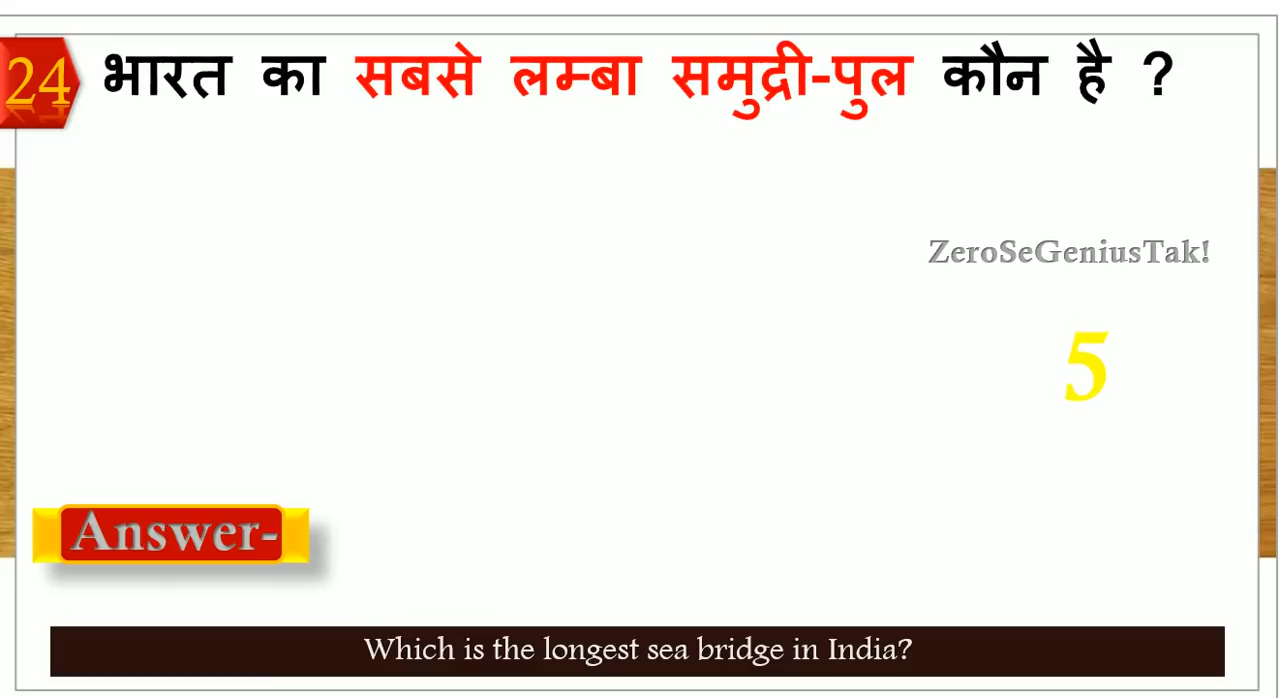 24 भारत का सबसे लम्बा समुद्री-पुल कौन है ?
ZeroSeGeniusTak!
5
Answer-
Which is the longest sea bridge in India?